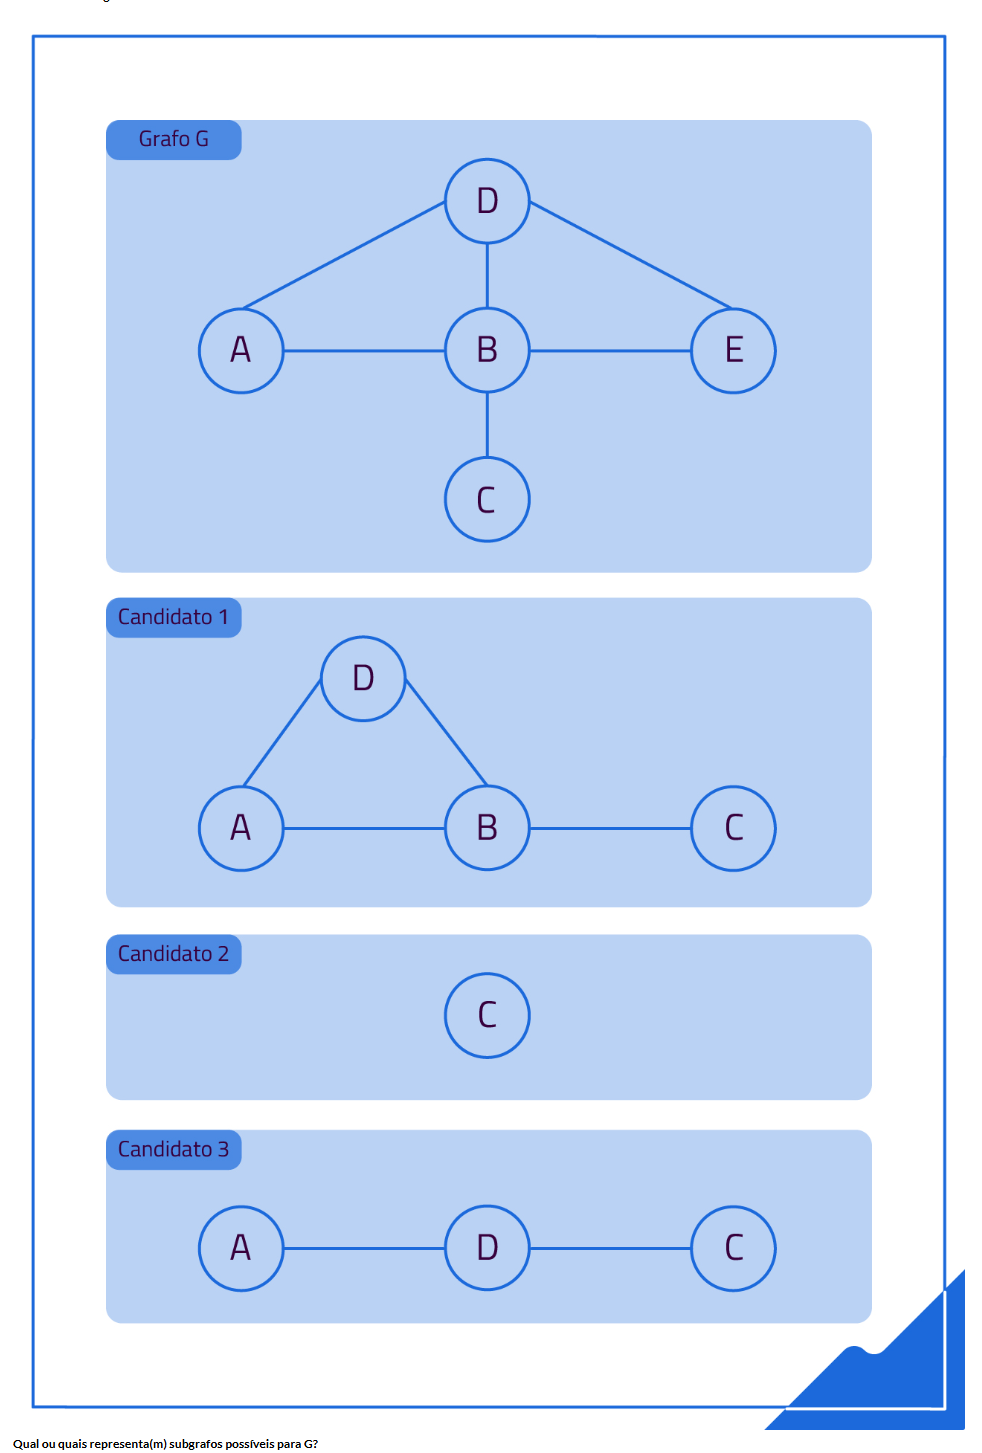 Grafo G
D
A B E
C
Candidato 1
D
A B C
Candidato 2
C
Candidato 3
A D C
Qual ou quais representa(m) subgrafos possíveis para G?